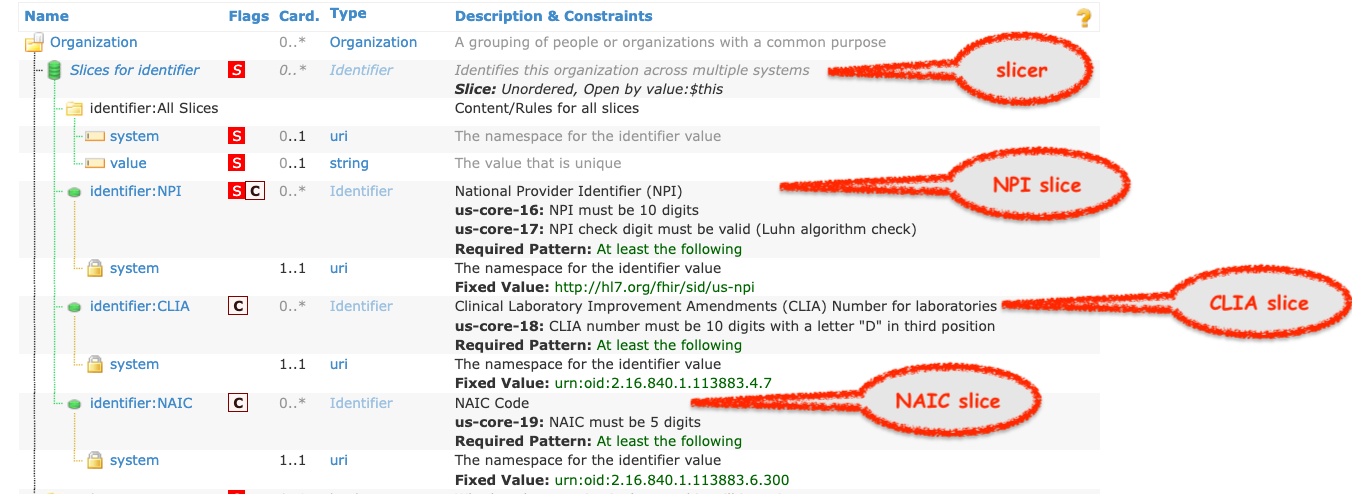 Name Flags Card. Type Description & Constraints ?
Organization 0..* Organization A grouping of people or organizations with a common purpose
Slices for identifier S 0..* Identifier Identifies this organization across multiple systems slicer
Slice: Unordered, Open by value:$this
identifier:All Slices Content/Rules for all slices
system S 0..1 uri The namespace for the identifier value
value S 0..1 string The value that is unique
identifier:NPI S C 0..* Identifier National Provider Identifier (NPI) NPI slice
us-core-16: NPI must be 10 digits
us-core-17: NPI check digit must be valid (Luhn algorithm check)
Required Pattern: At least the following
system 1..1 uri The namespace for the identifier value
Fixed Value: http://hl7.org/fhir/sid/us-npi
identifier:CLIA C 0..* Identifier Clinical Laboratory Improvement Amendments (CLIA) Number for laboratories CLIA slice
us-core-18: CLIA number must be 10 digits with a letter "D" in third position
Required Pattern: At least the following
system 1..1 uri The namespace for the identifier value
Fixed Value: urn:oid:2.16.840.1.113883.4.7
identifier:NAIC C 0..* Identifier NAIC Code NAIC slice
us-core-19: NAIC must be 5 digits
Required Pattern: At least the following
system 1..1 uri The namespace for the identifier value
Fixed Value: urn:oid:2.16.840.1.113883.6.300